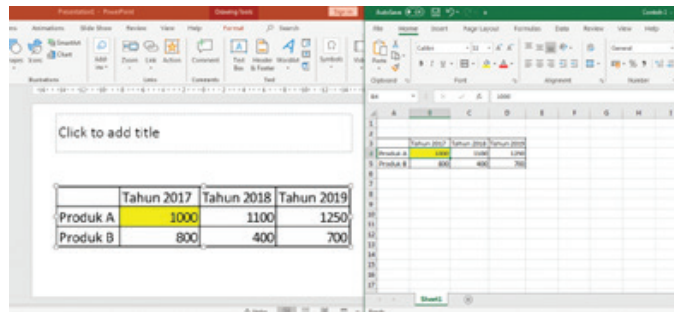 Presentation1 - PowerPoint
Drawing Tools
Sign in
Animations Slide Show Review View Help Format Search
SmartArt
Chart
Zoom Link Action
Comment
Text Box
Header & Footer
WordArt
Symbols
Illustrations Links Comments Text
Click to add title
Tahun 2017 Tahun 2018 Tahun 2019
Produk A 1000 1100 1250
Produk B 800 400 700
AutoSave
File Home Insert Page Layout Formulas Data Review View Help
Paste
Calibri
General
Clipboard Font Alignment Number
1000
A B C D E F G H
Tahun 2017 Tahun 2018 Tahun 2019
Produk A 1000 1100 1250
Produk B 800 400 700
Sheet1